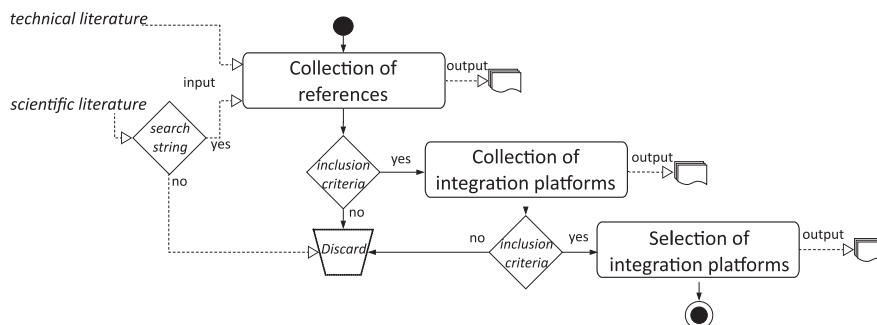 technical literature
Collection of
references
output
input
scientific literature
search
string
yes
no
inclusion
criteria
yes
no
Collection of
integration platforms
output
Discard
no
inclusion
criteria
yes
Selection of
integration platforms
output